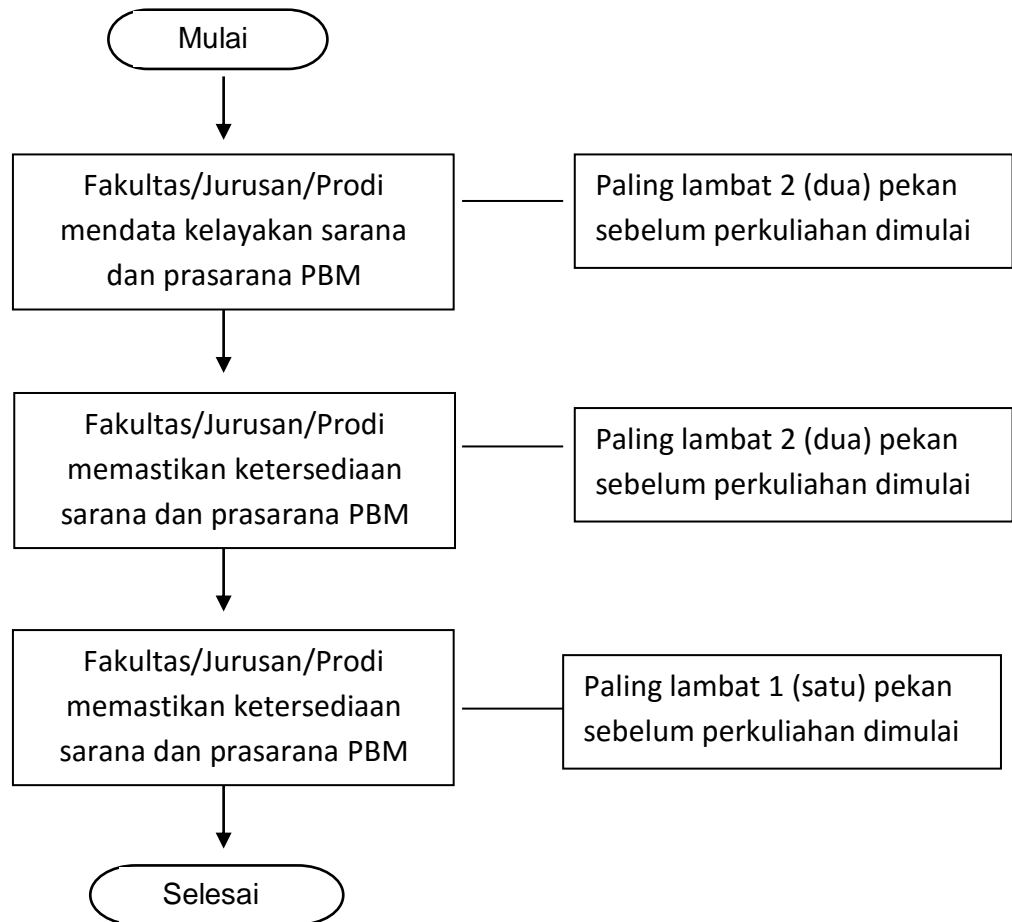 Mulai
Fakultas/Jurusan/Prodi
mendata kelayakan sarana
dan prasarana PBM
Paling lambat 2 (dua) pekan
sebelum perkuliahan dimulai
Fakultas/Jurusan/Prodi
memastikan ketersediaan
sarana dan prasarana PBM
Paling lambat 2 (dua) pekan
sebelum perkuliahan dimulai
Fakultas/Jurusan/Prodi
memastikan ketersediaan
sarana dan prasarana PBM
Paling lambat 1 (satu) pekan
sebelum perkuliahan dimulai
Selesai